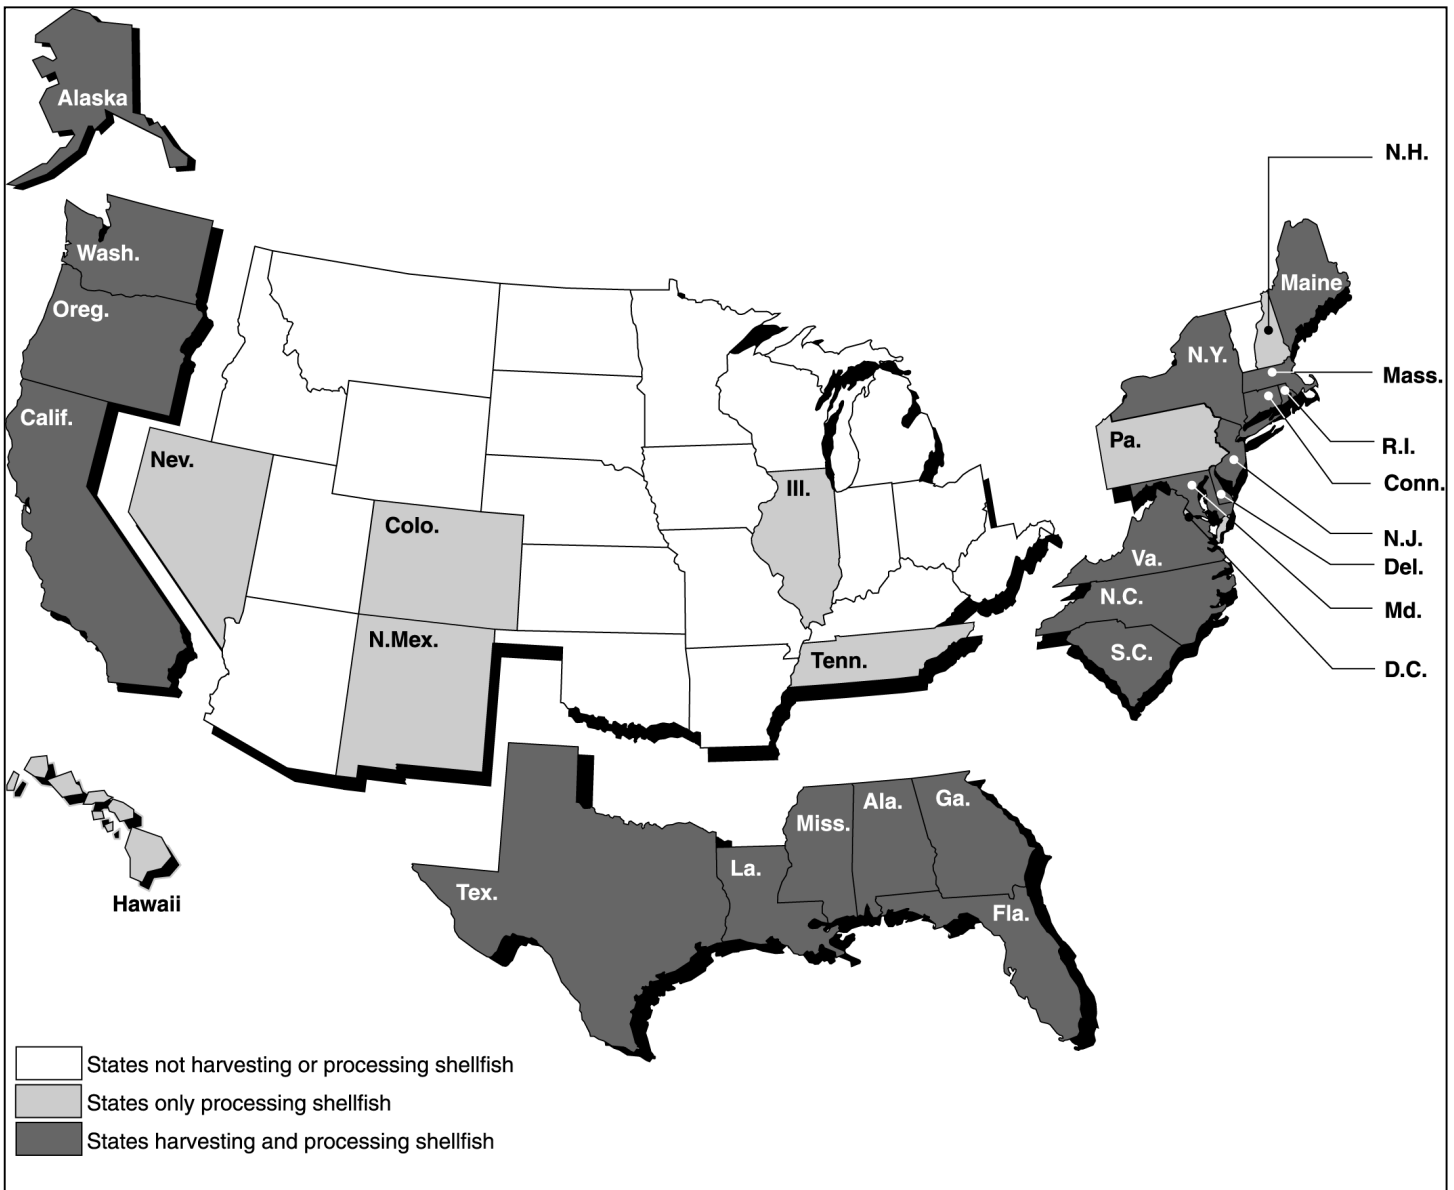 Alaska
N.H.
Wash.
Maine
Oreg.
N.Y.
Mass.
Calif.
Pa.
R.I.
Nev.
Conn.
Ill.
Colo.
N.J.
Va.
Del.
N.C.
Md.
N.Mex.
S.C.
Tenn.
D.C.
Ga.
Ala.
Miss.
La.
Tex.
Hawaii
Fla.
States not harvesting or processing shellfish
States only processing shellfish
States harvesting and processing shellfish